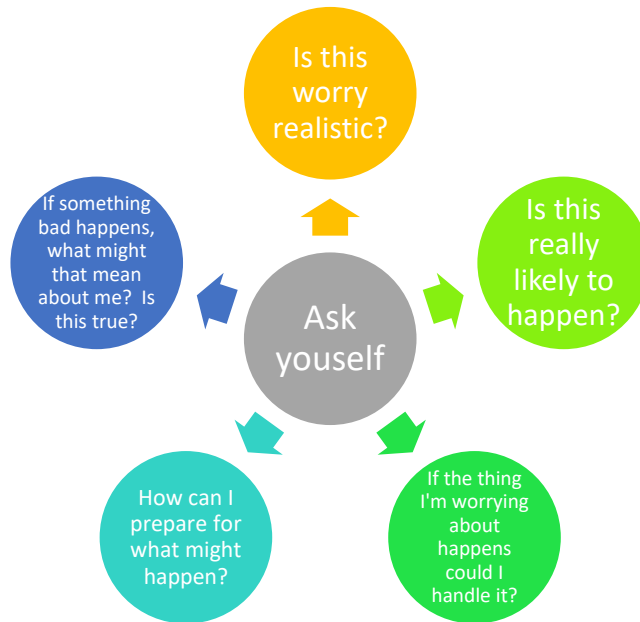 Is this
worry
realistic?
Is this
really
likely to
happen?
If the thing
I'm worrying
about
happens
could I
handle it?
How can I
prepare for
what might
happen?
If something
bad happens,
what might
that mean
about me?  Is
this true?
Ask
youself